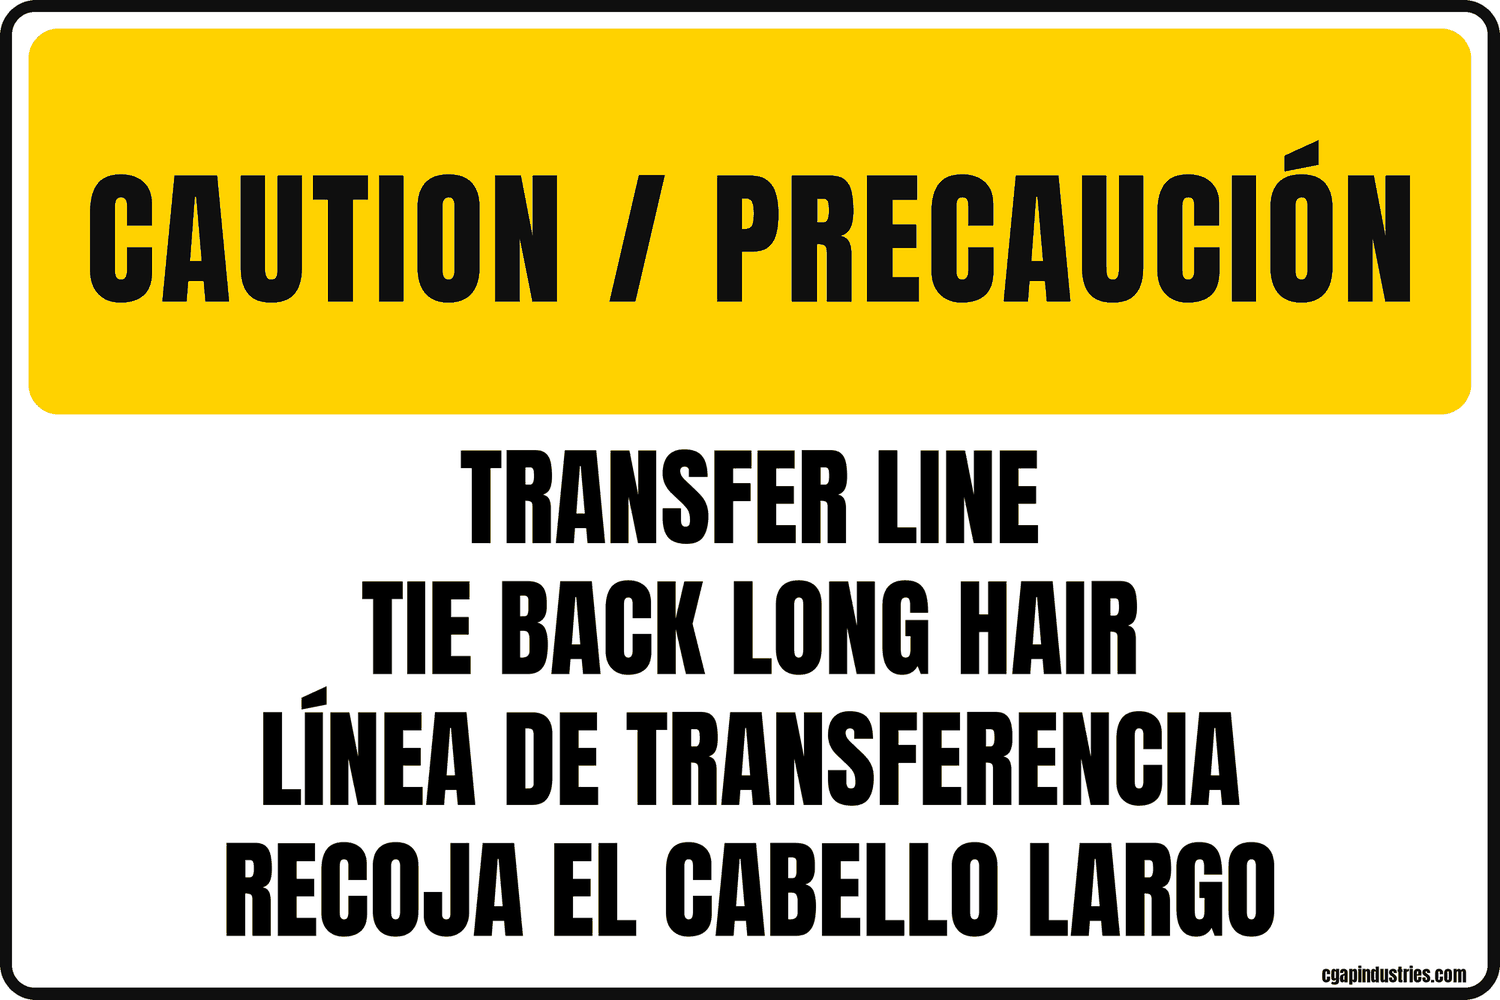 CAUTION / PRECAUCIÓN
TRANSFER LINE
TIE BACK LONG HAIR
LÍNEA DE TRANSFERENCIA
RECOJA EL CABELLO LARGO
cgapindustries.com